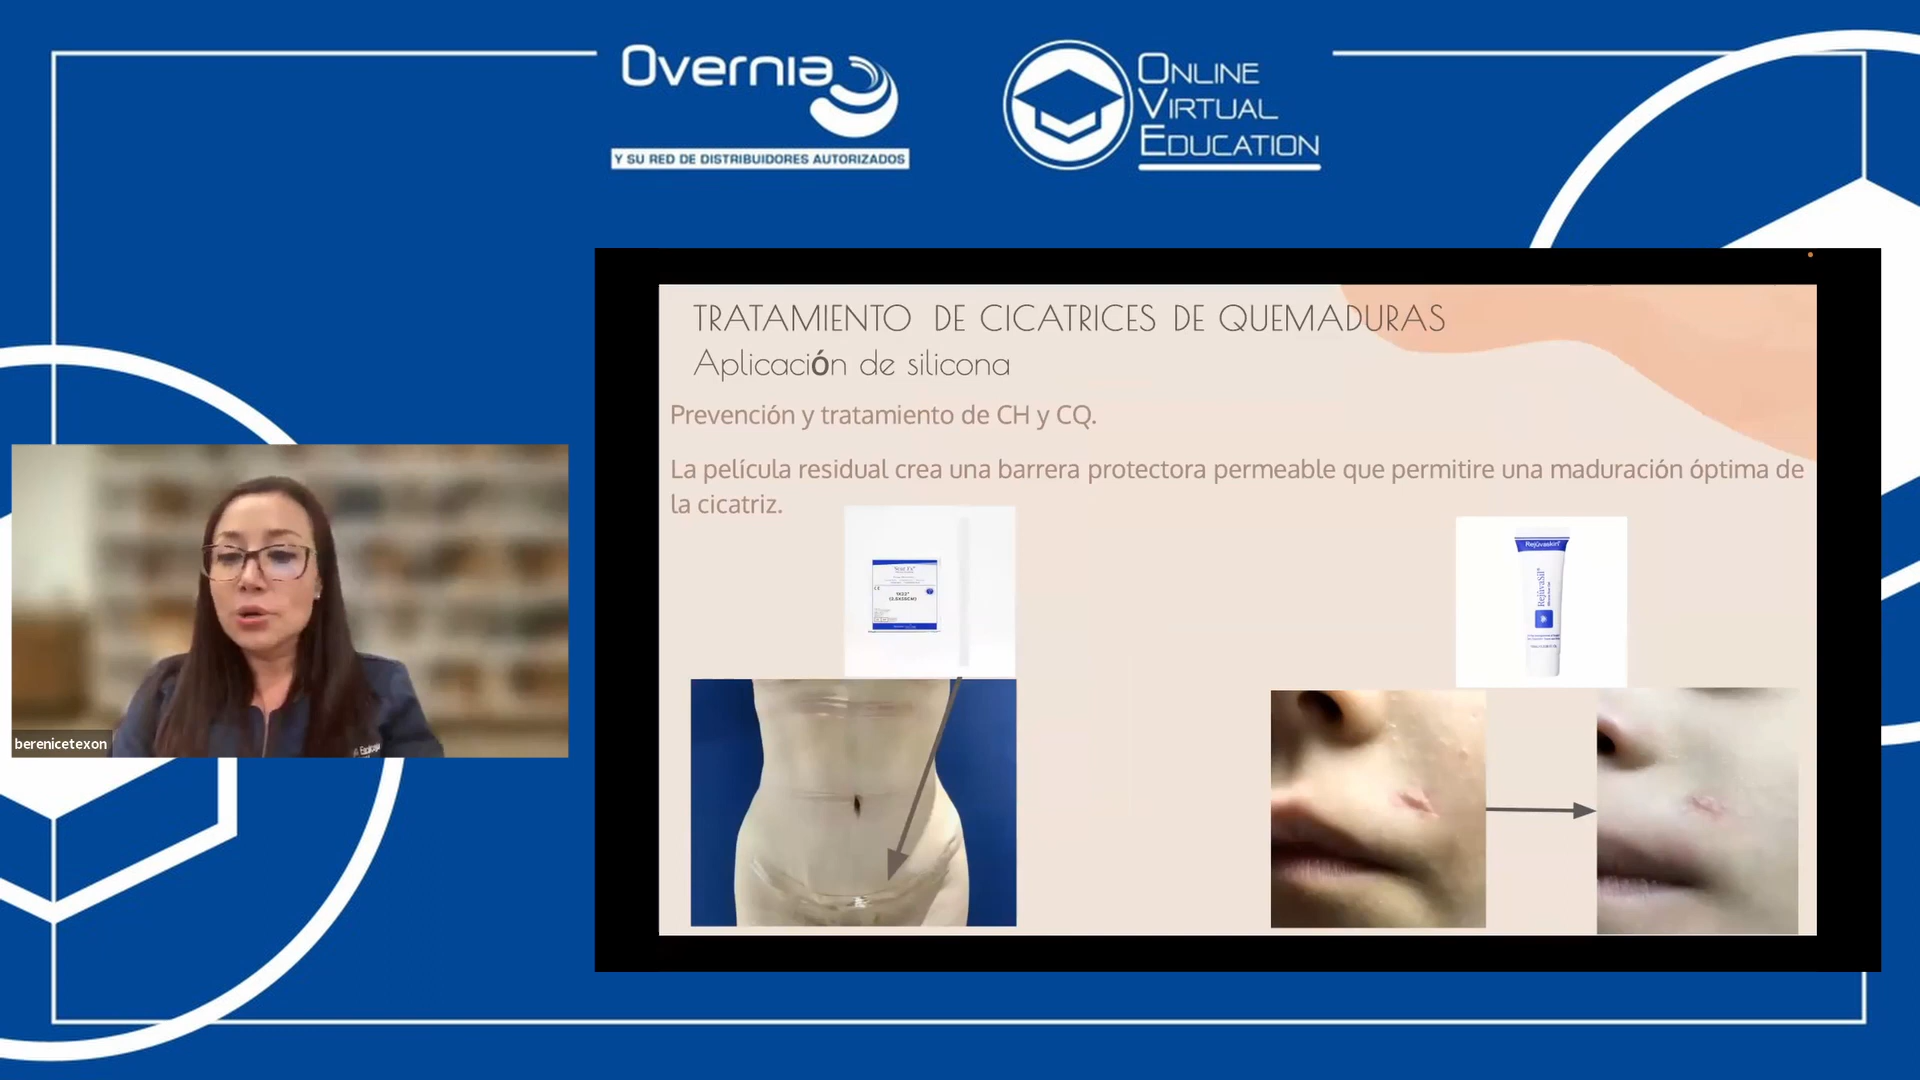 Overnia
Y SU RED DE DISTRIBUIDORES AUTORIZADOS
ONLINE
VIRTUAL
EDUCATION
TRATAMIENTO DE CICATRICES DE QUEMADURAS
Aplicación de silicona
Prevención y tratamiento de CH y CQ.
La película residual crea una barrera protectora permeable que permitire una maduración óptima de
la cicatriz.
Rejûvaskin
RejûvaSil
berenicetexon